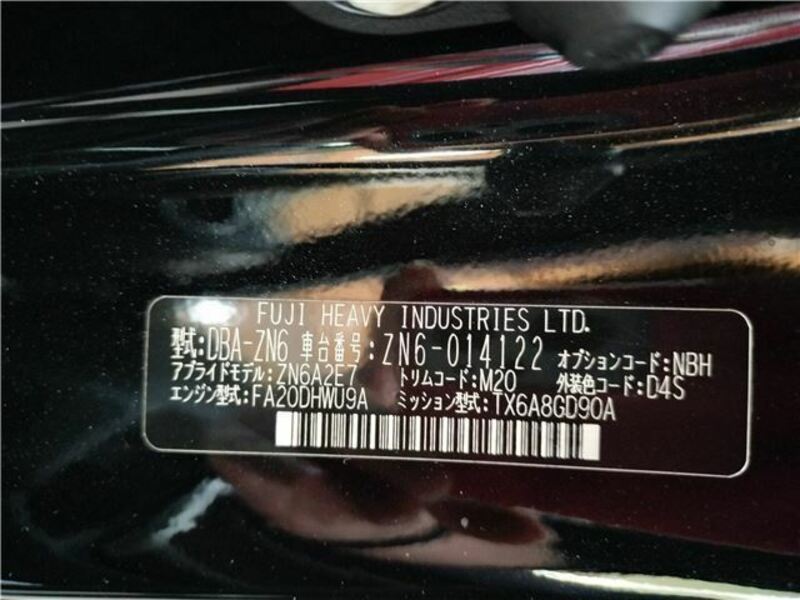 FUJI HEAVY INDUSTRIES LTD.
型式:DBA-ZN6 車台番号:ZN6-014122 オプションコード:NBH
アプライドモデル:ZN6A2E7 トリムコード:M20 外装色コード:D4S
エンジン型式:FA20DHWU9A ミッション型式:TX6A8GD90A